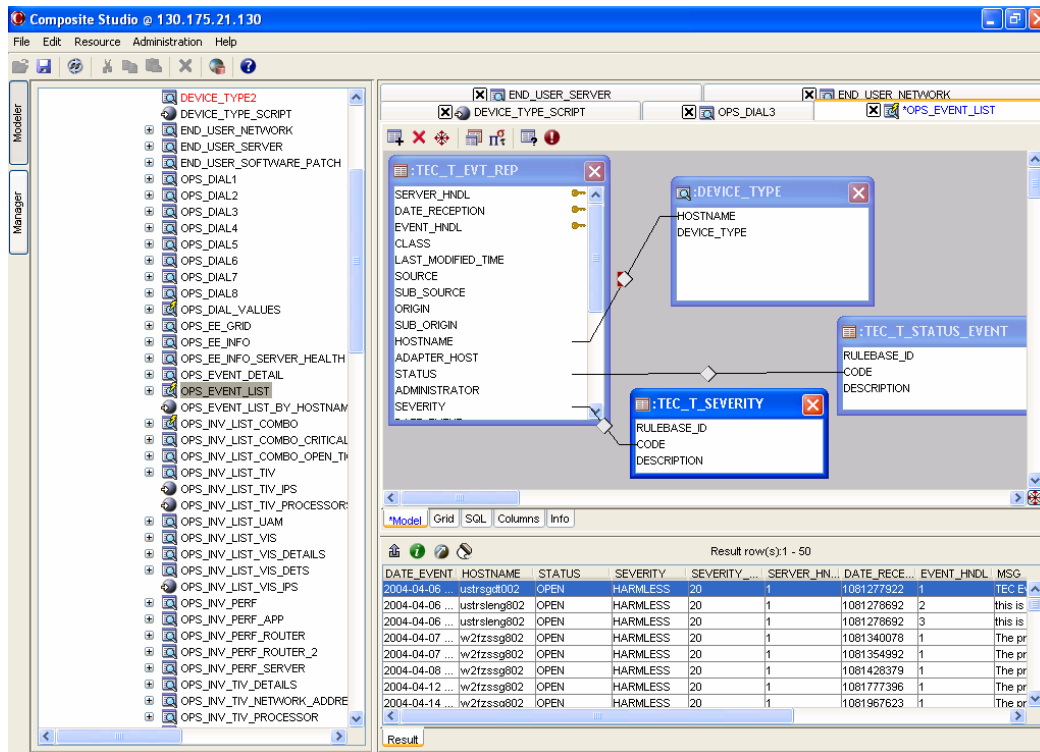 Composite Studio @ 130.175.21.130
File Edit Resource Administration Help
Modeler
Manager
DEVICE_TYPE2
DEVICE_TYPE_SCRIPT
END_USER_NETWORK
END_USER_SERVER
END_USER_SOFTWARE_PATCH
OPS_DIAL1
OPS_DIAL2
OPS_DIAL3
OPS_DIAL4
OPS_DIAL5
OPS_DIAL6
OPS_DIAL7
OPS_DIAL8
OPS_DIAL_VALUES
OPS_EE_GRID
OPS_EE_INFO
OPS_EE_INFO_SERVER_HEALTH
OPS_EVENT_DETAIL
OPS_EVENT_LIST
OPS_EVENT_LIST_BY_HOSTNAM
OPS_INV_LIST_COMBO
OPS_INV_LIST_COMBO_CRITICAL
OPS_INV_LIST_COMBO_OPEN_TI
OPS_INV_LIST_TIV
OPS_INV_LIST_TIV_IPS
OPS_INV_LIST_TIV_PROCESSOR
OPS_INV_LIST_UAM
OPS_INV_LIST_VIS
OPS_INV_LIST_VIS_DETAILS
OPS_INV_LIST_VIS_DETS
OPS_INV_LIST_VIS_IPS
OPS_INV_PERF
OPS_INV_PERF_APP
OPS_INV_PERF_ROUTER
OPS_INV_PERF_ROUTER_2
OPS_INV_PERF_SERVER
OPS_INV_TIV_DETAILS
OPS_INV_TIV_NETWORK_ADDRE
OPS_INV_TIV_PROCESSOR
END_USER_SERVER END_USER_NETWORK
DEVICE_TYPE_SCRIPT OPS_DIAL3 *OPS_EVENT_LIST
:TEC_T_EVT_REP
SERVER_HNDL
DATE_RECEPTION
EVENT_HNDL
CLASS
LAST_MODIFIED_TIME
SOURCE
SUB_SOURCE
ORIGIN
SUB_ORIGIN
HOSTNAME
ADAPTER_HOST
STATUS
ADMINISTRATOR
SEVERITY
:DEVICE_TYPE
HOSTNAME
DEVICE_TYPE
:TEC_T_STATUS_EVENT
RULEBASE_ID
CODE
DESCRIPTION
:TEC_T_SEVERITY
RULEBASE_ID
CODE
DESCRIPTION
*Model Grid SQL Columns Info
Result row(s):1 - 50
DATE_EVENT HOSTNAME STATUS SEVERITY SEVERITY_... SERVER_HN... DATE_RECE... EVENT_HNDL MSG
2004-04-06 ... ustrsgdt002 OPEN HARMLESS 20 1 1081277922 1 TEC Ev
2004-04-06 ... ustrsleng802 OPEN HARMLESS 20 1 1081278692 2 this is
2004-04-06 ... ustrsleng802 OPEN HARMLESS 20 1 1081278692 3 this is
2004-04-07 ... w2fzssg802 OPEN HARMLESS 20 1 1081340078 1 The pr
2004-04-07 ... w2fzssg802 OPEN HARMLESS 20 1 1081354992 1 The pr
2004-04-08 ... w2fzssg802 OPEN HARMLESS 20 1 1081428379 1 The pr
2004-04-12 ... w2fzssg802 OPEN HARMLESS 20 1 1081777396 1 The pr
2004-04-14 ... w2fzssg802 OPEN HARMLESS 20 1 1081967623 1 The pr
Result